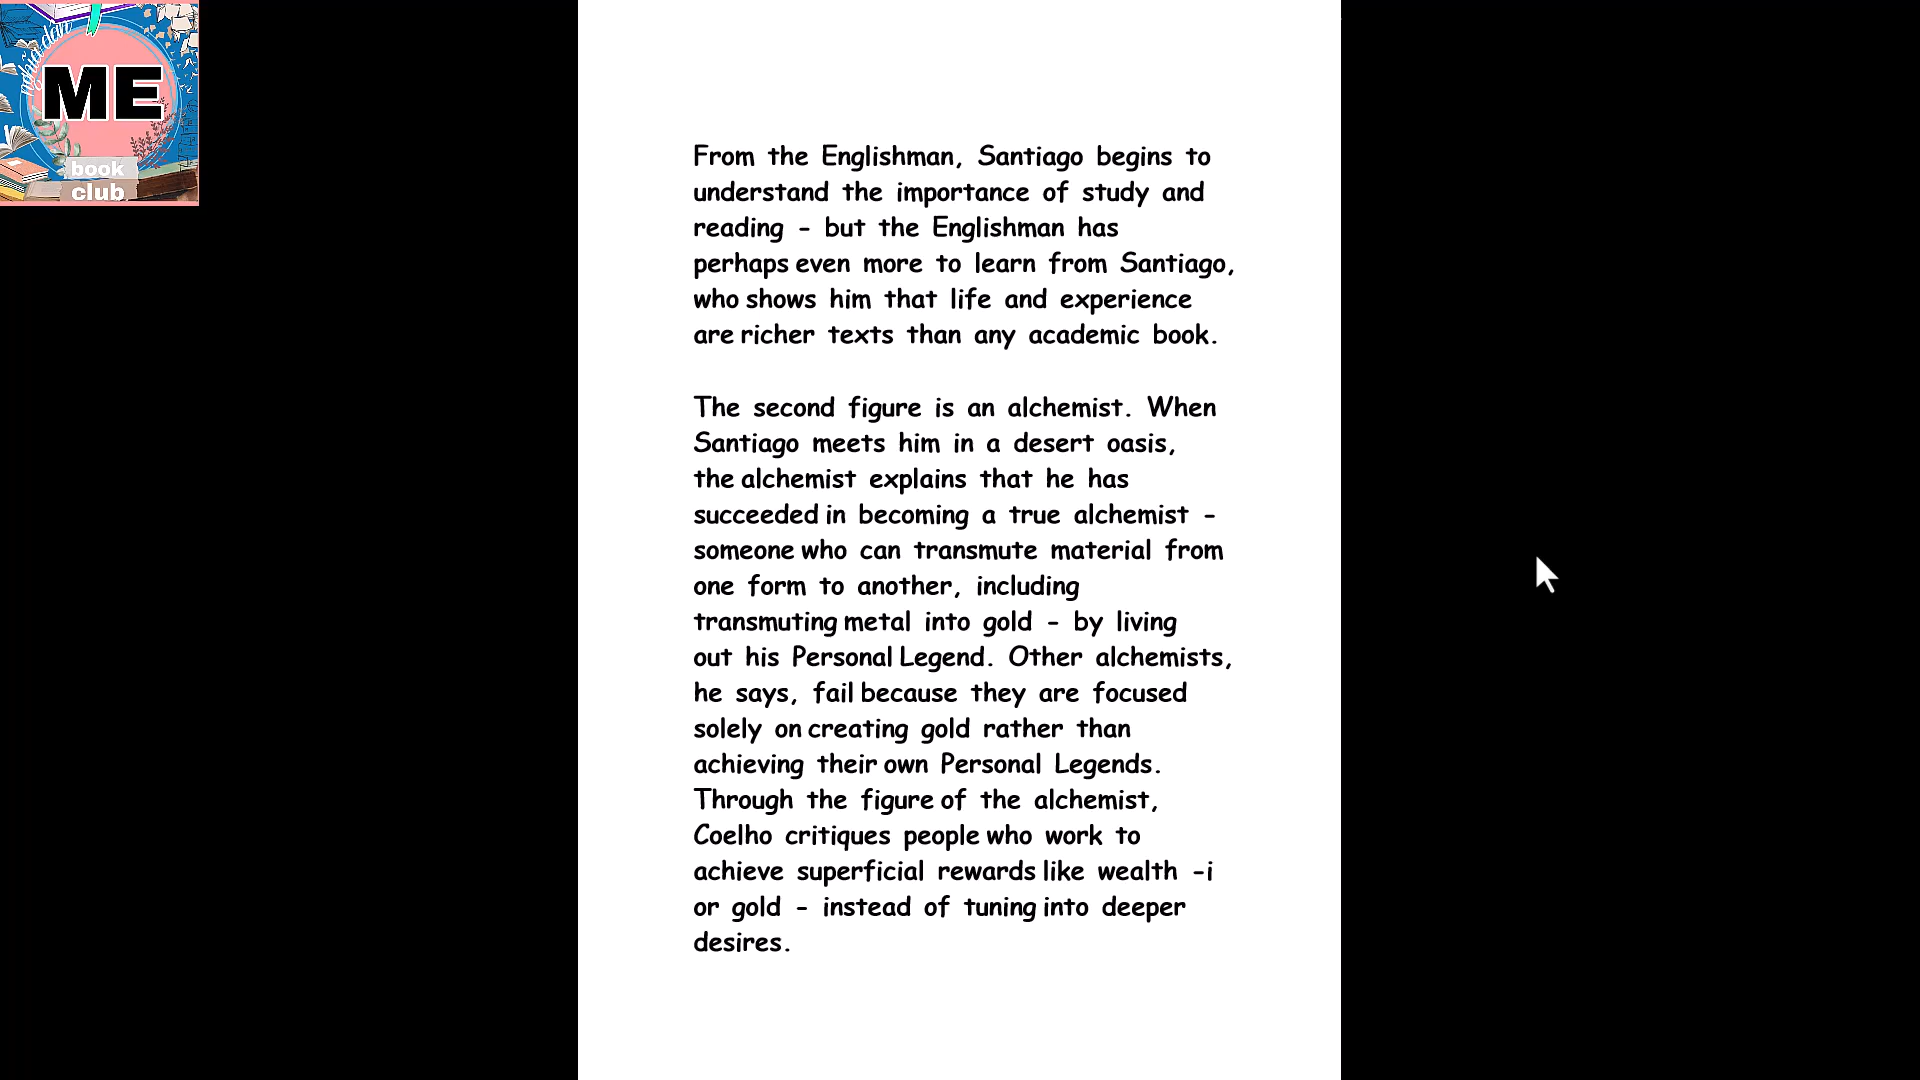 ME
book
club
From the Englishman, Santiago begins to
understand the importance of study and
reading - but the Englishman has
perhaps even more to learn from Santiago,
who shows him that life and experience
are richer texts than any academic book.
The second figure is an alchemist. When
Santiago meets him in a desert oasis,
the alchemist explains that he has
succeeded in becoming a true alchemist -
someone who can transmute material from
one form to another, including
transmuting metal into gold - by living
out his Personal Legend. Other alchemists,
he says, fail because they are focused
solely on creating gold rather than
achieving their own Personal Legends.
Through the figure of the alchemist,
Coelho critiques people who work to
achieve superficial rewards like wealth -i
or gold - instead of tuning into deeper
desires.